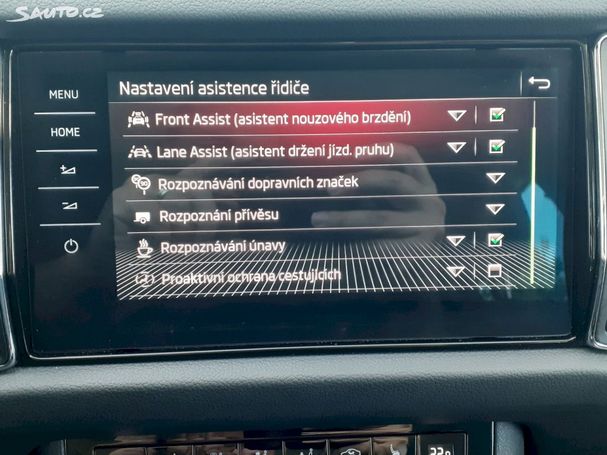 Sauto.cz
Nastavení asistence řidiče
MENU
HOME
Front Assist (asistent nouzového brzdění)
Lane Assist (asistent držení jízd. pruhu)
Rozpoznávání dopravních značek
Rozpoznání přívěsu
Rozpoznávání únavy
Proaktivní ochrana cestujících